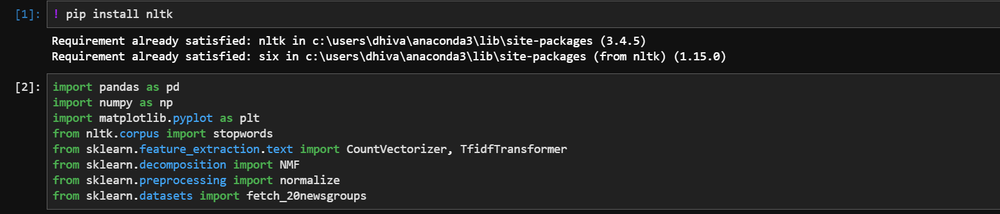 [1]: ! pip install nltk
Requirement already satisfied: nltk in c:\users\dhiva\anaconda3\lib\site-packages (3.4.5)
Requirement already satisfied: six in c:\users\dhiva\anaconda3\lib\site-packages (from nltk) (1.15.0)
[2]: import pandas as pd
import numpy as np
import matplotlib.pyplot as plt
from nltk.corpus import stopwords
from sklearn.feature_extraction.text import CountVectorizer, TfidfTransformer
from sklearn.decomposition import NMF
from sklearn.preprocessing import normalize
from sklearn.datasets import fetch_20newsgroups